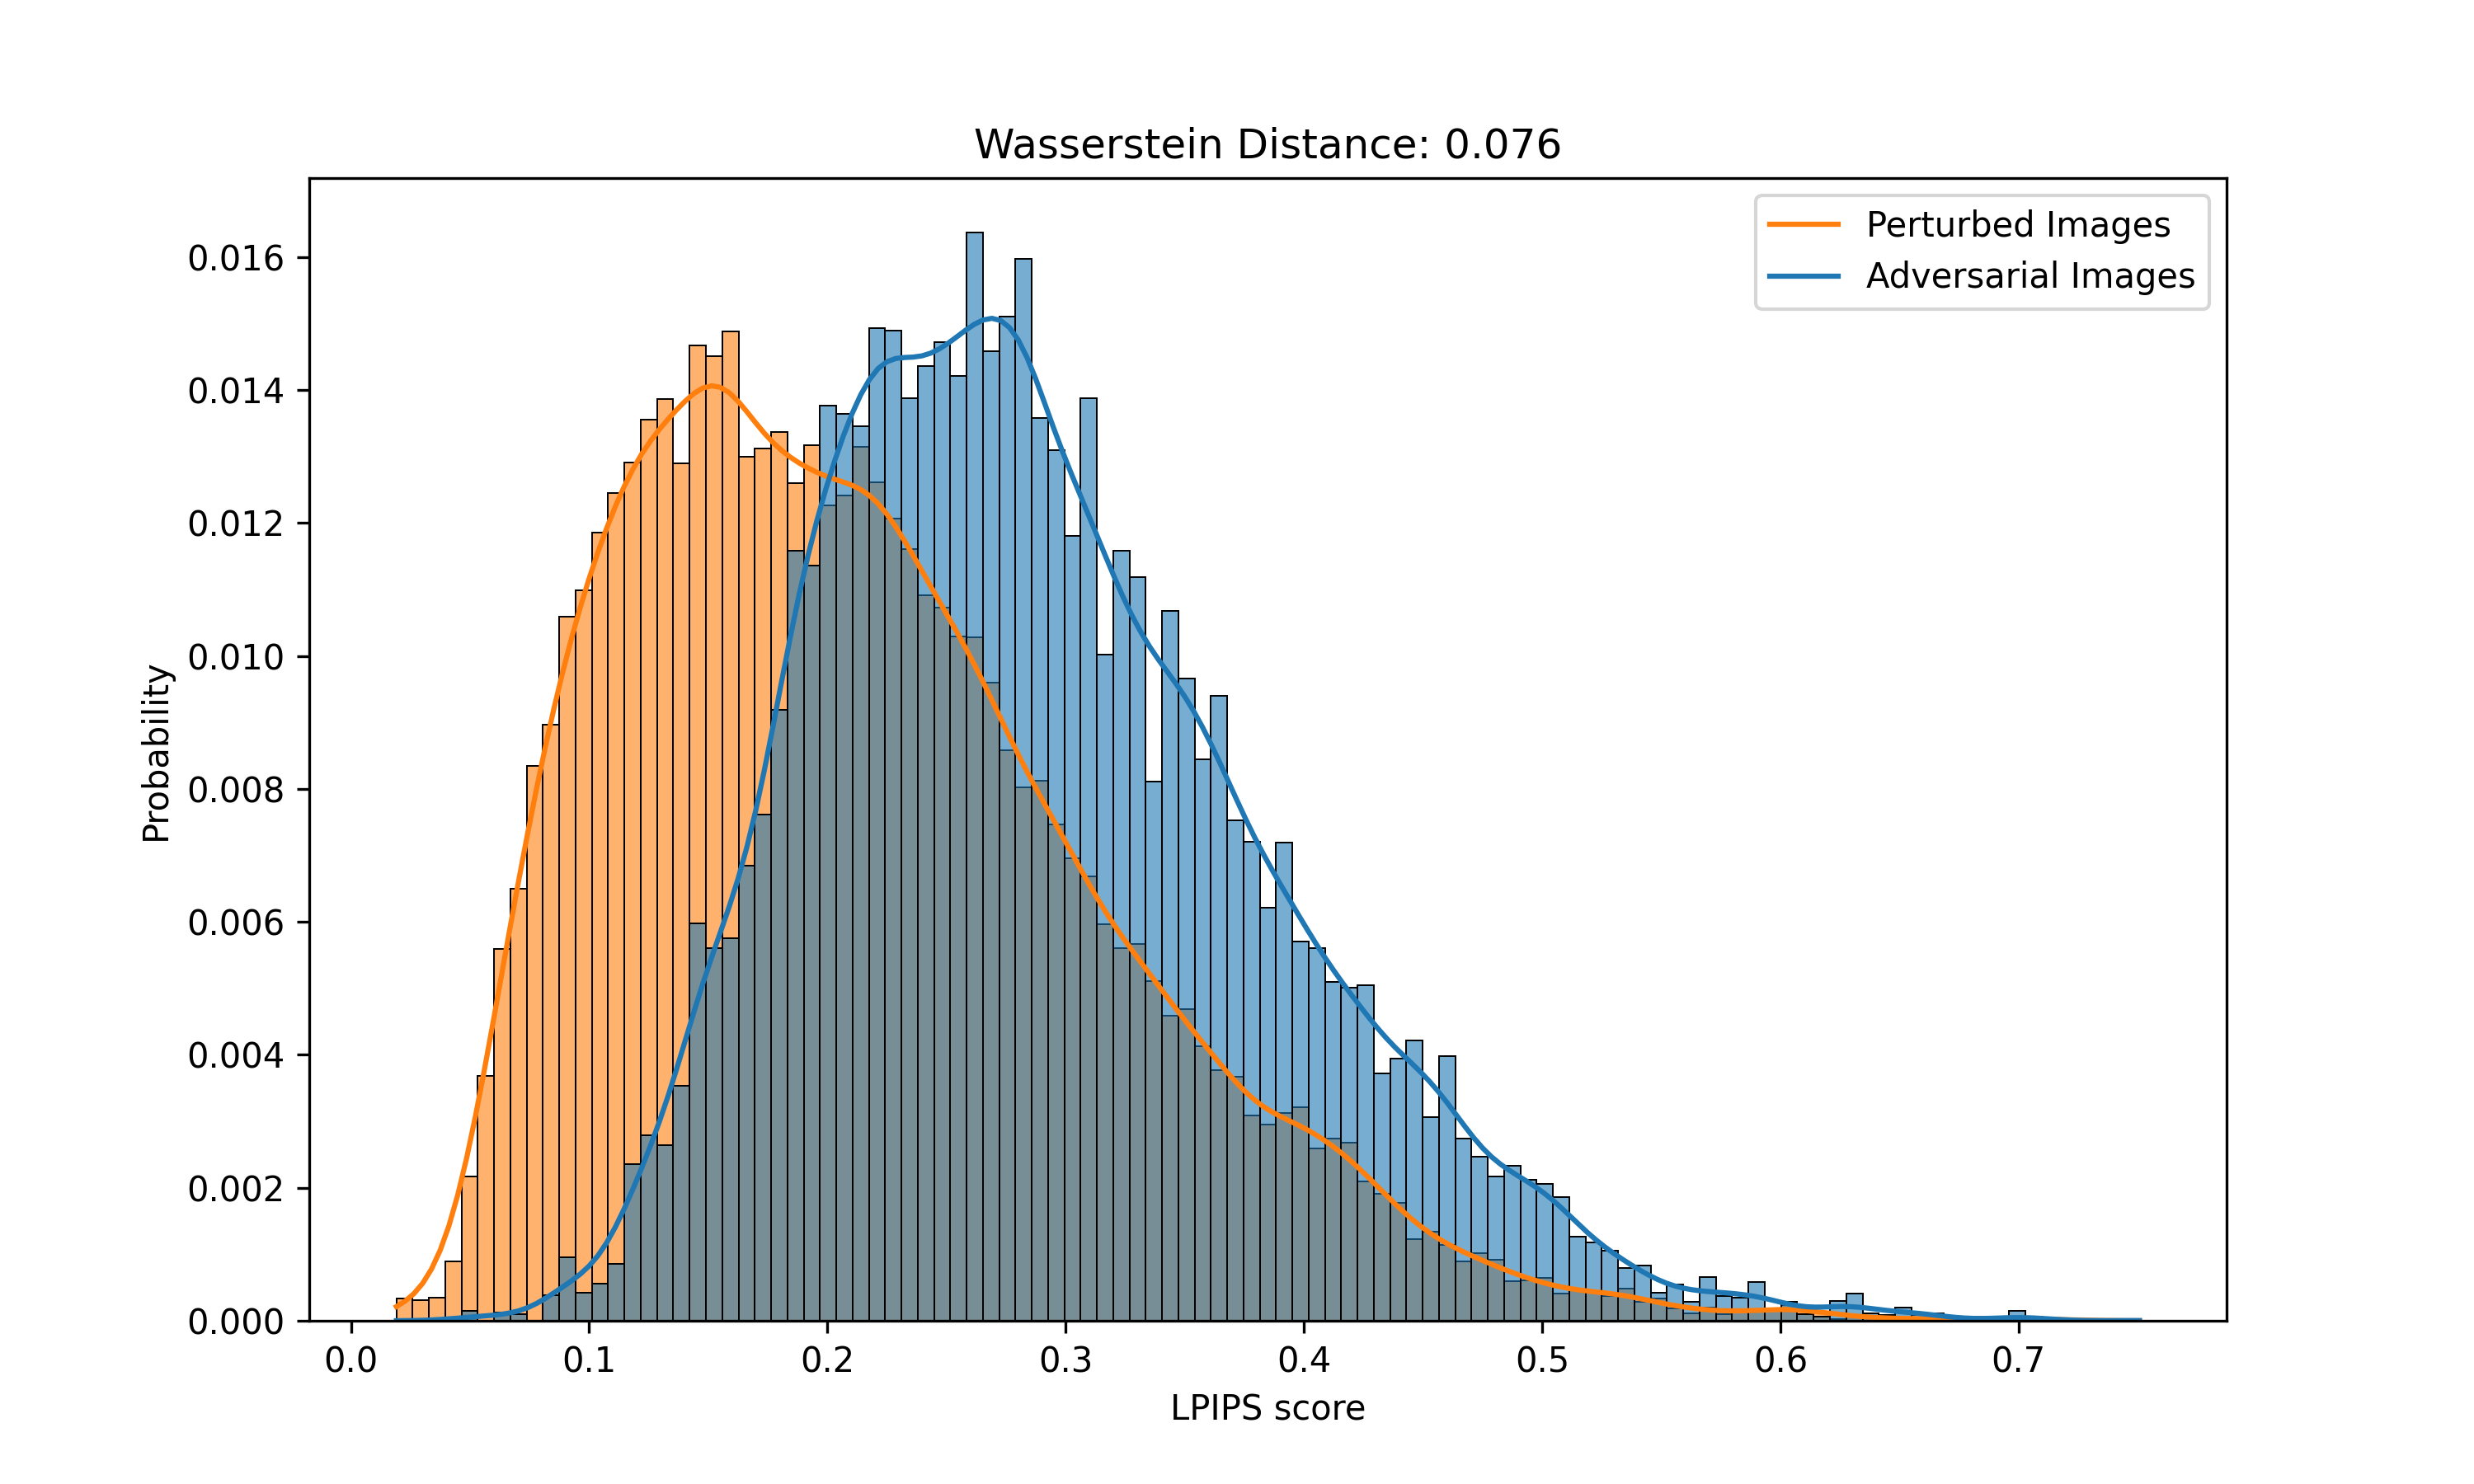 Wasserstein Distance: 0.076
Perturbed Images
Adversarial Images
Probability
0.016
0.014
0.012
0.010
0.008
0.006
0.004
0.002
0.000
0.0 0.1 0.2 0.3 0.4 0.5 0.6 0.7
LPIPS score